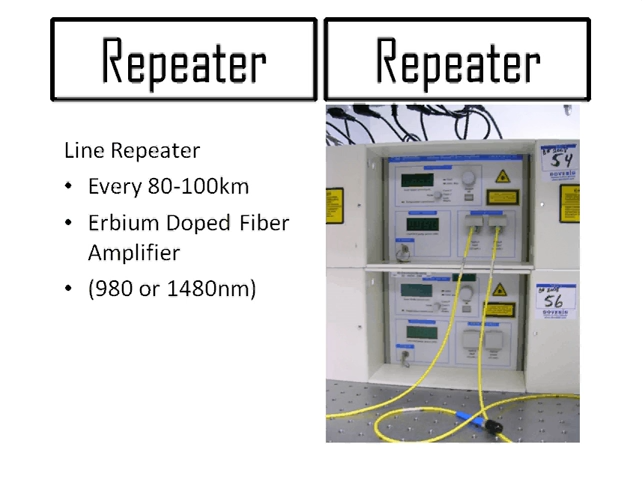 Repeater
Repeater
Line Repeater
• Every 80-100km
• Erbium Doped Fiber
Amplifier
• (980 or 1480nm)
54
56